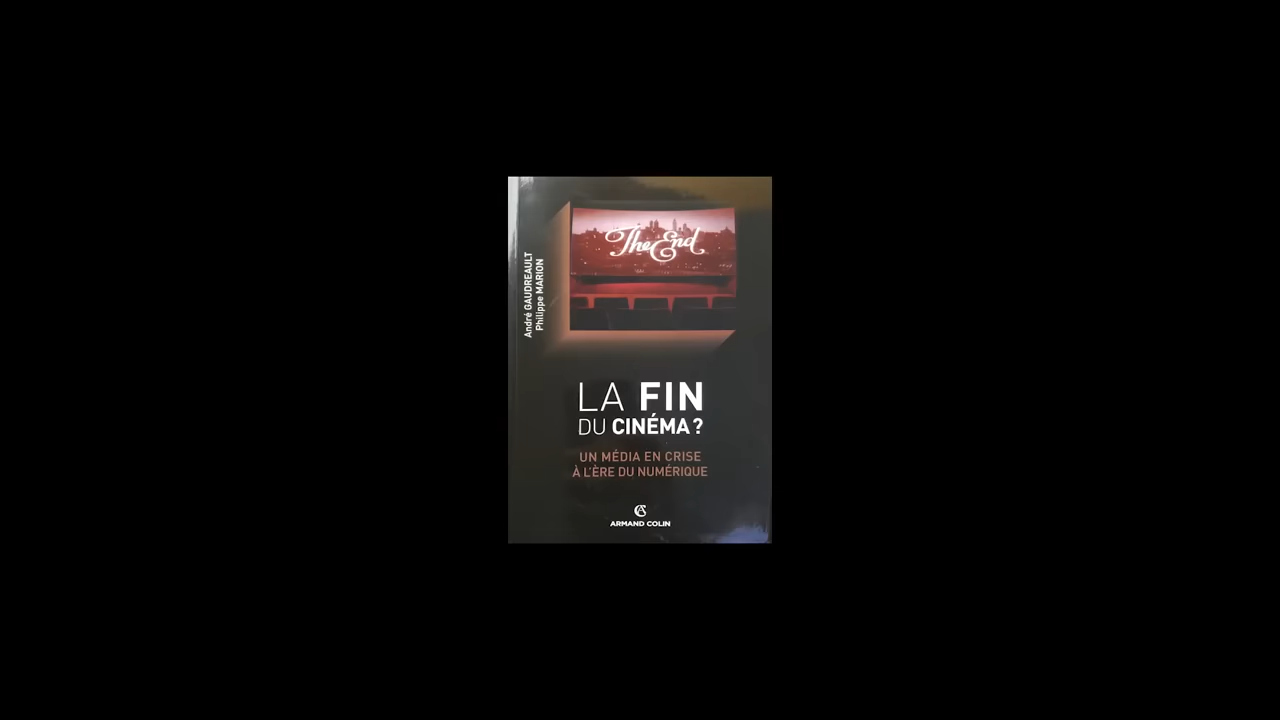 The End
André GAUDREAULT
Philippe MARION
LA FIN
DU CINÉMA ?
UN MÉDIA EN CRISE
À L'ÈRE DU NUMÉRIQUE
ARMAND COLIN